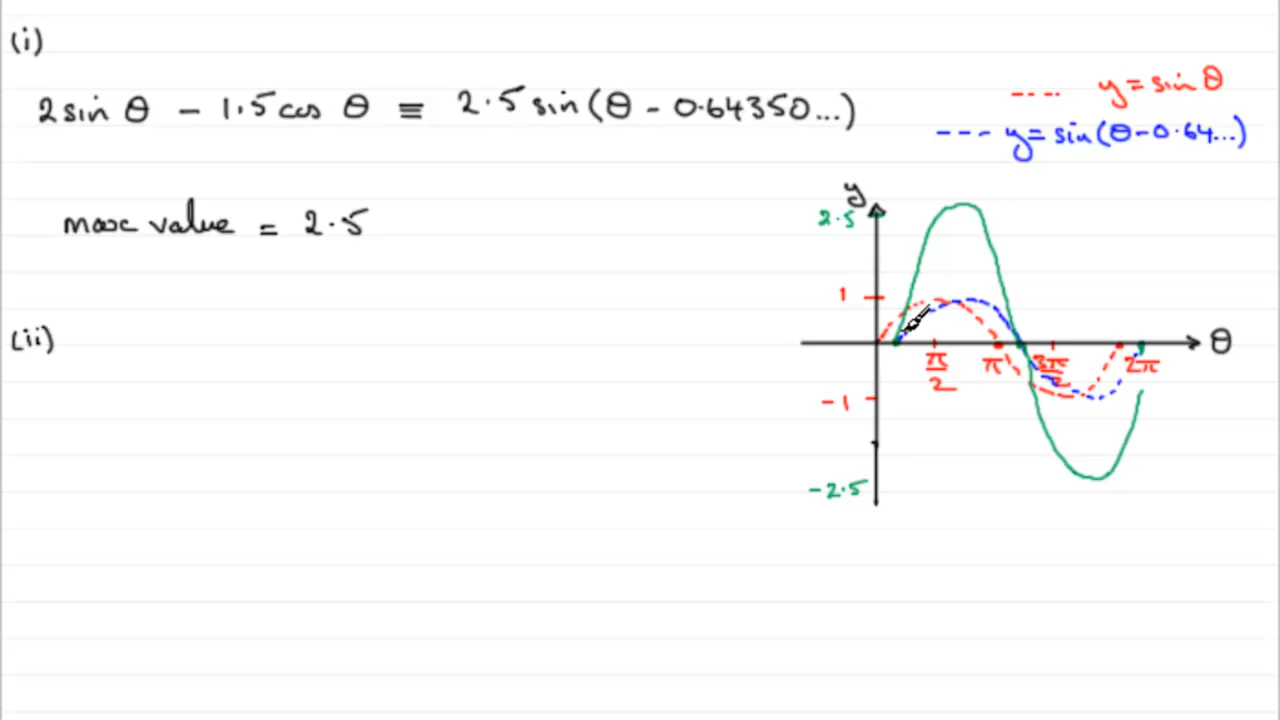 (i)
2 sin θ - 1.5 cos θ ≡ 2.5 sin(θ - 0.64350...)
--- y = sin θ
--- y = sin(θ - 0.64...)
max value = 2.5
y
2.5
1
(ii)
θ
π/2 π 3π/2 2π
-1
-2.5